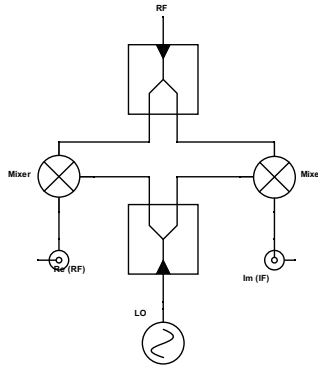 RF
Mixer
Mixe
Re (RF)
Im (IF)
LO